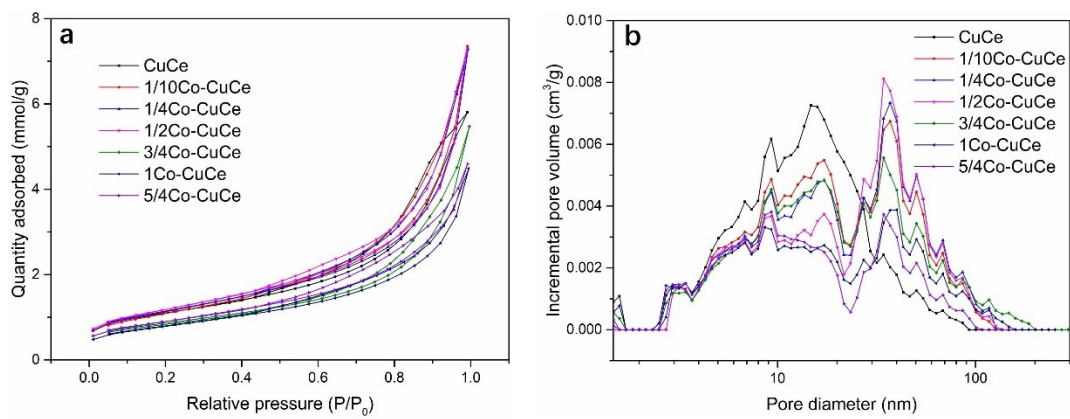 a
CuCe
1/10Co-CuCe
1/4Co-CuCe
1/2Co-CuCe
3/4Co-CuCe
1Co-CuCe
5/4Co-CuCe
Quantity adsorbed (mmol/g)
8
6
4
2
0
0.0 0.2 0.4 0.6 0.8 1.0
Relative pressure (P/P₀)
b
CuCe
1/10Co-CuCe
1/4Co-CuCe
1/2Co-CuCe
3/4Co-CuCe
1Co-CuCe
5/4Co-CuCe
Incremental pore volume (cm³/g)
0.010
0.008
0.006
0.004
0.002
0.000
10 100
Pore diameter (nm)